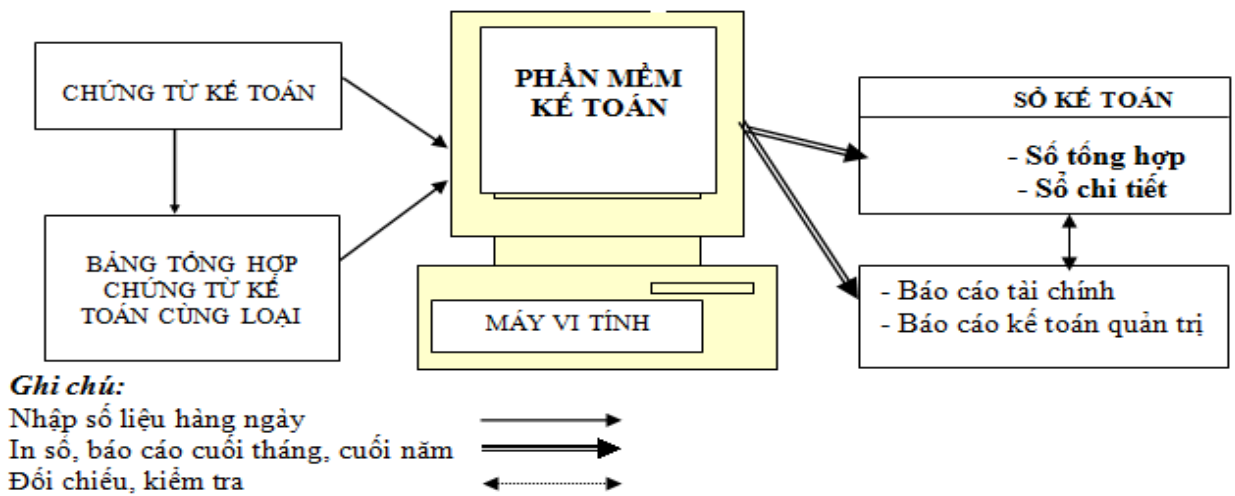 CHỨNG TỪ KẾ TOÁN
BẢNG TỔNG HỢP
CHỨNG TỪ KẾ
TOÁN CÙNG LOẠI
PHẦN MỀM
KẾ TOÁN
MÁY VI TÍNH
SỔ KẾ TOÁN
- Sổ tổng hợp
- Sổ chi tiết
- Báo cáo tài chính
- Báo cáo kế toán quản trị
Ghi chú:
Nhập số liệu hàng ngày
In sổ, báo cáo cuối tháng, cuối năm
Đối chiếu, kiểm tra